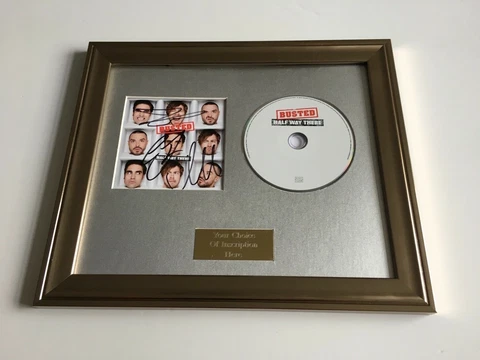 BUSTED
HALF WAY THERE
BUSTED
HALF WAY THERE
Your Choice
Of Inscription
Here